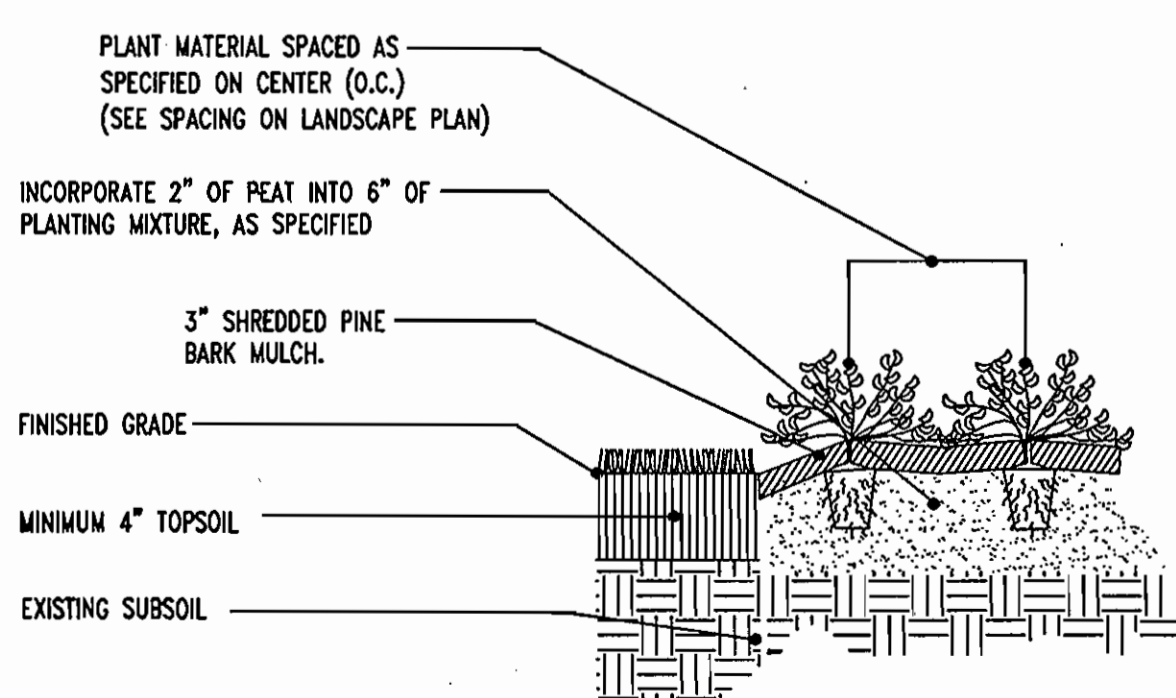 PLANT MATERIAL SPACED AS
SPECIFIED ON CENTER (O.C.)
(SEE SPACING ON LANDSCAPE PLAN)
INCORPORATE 2" OF PEAT INTO 6" OF
PLANTING MIXTURE, AS SPECIFIED
3" SHREDDED PINE
BARK MULCH.
FINISHED GRADE
MINIMUM 4" TOPSOIL
EXISTING SUBSOIL